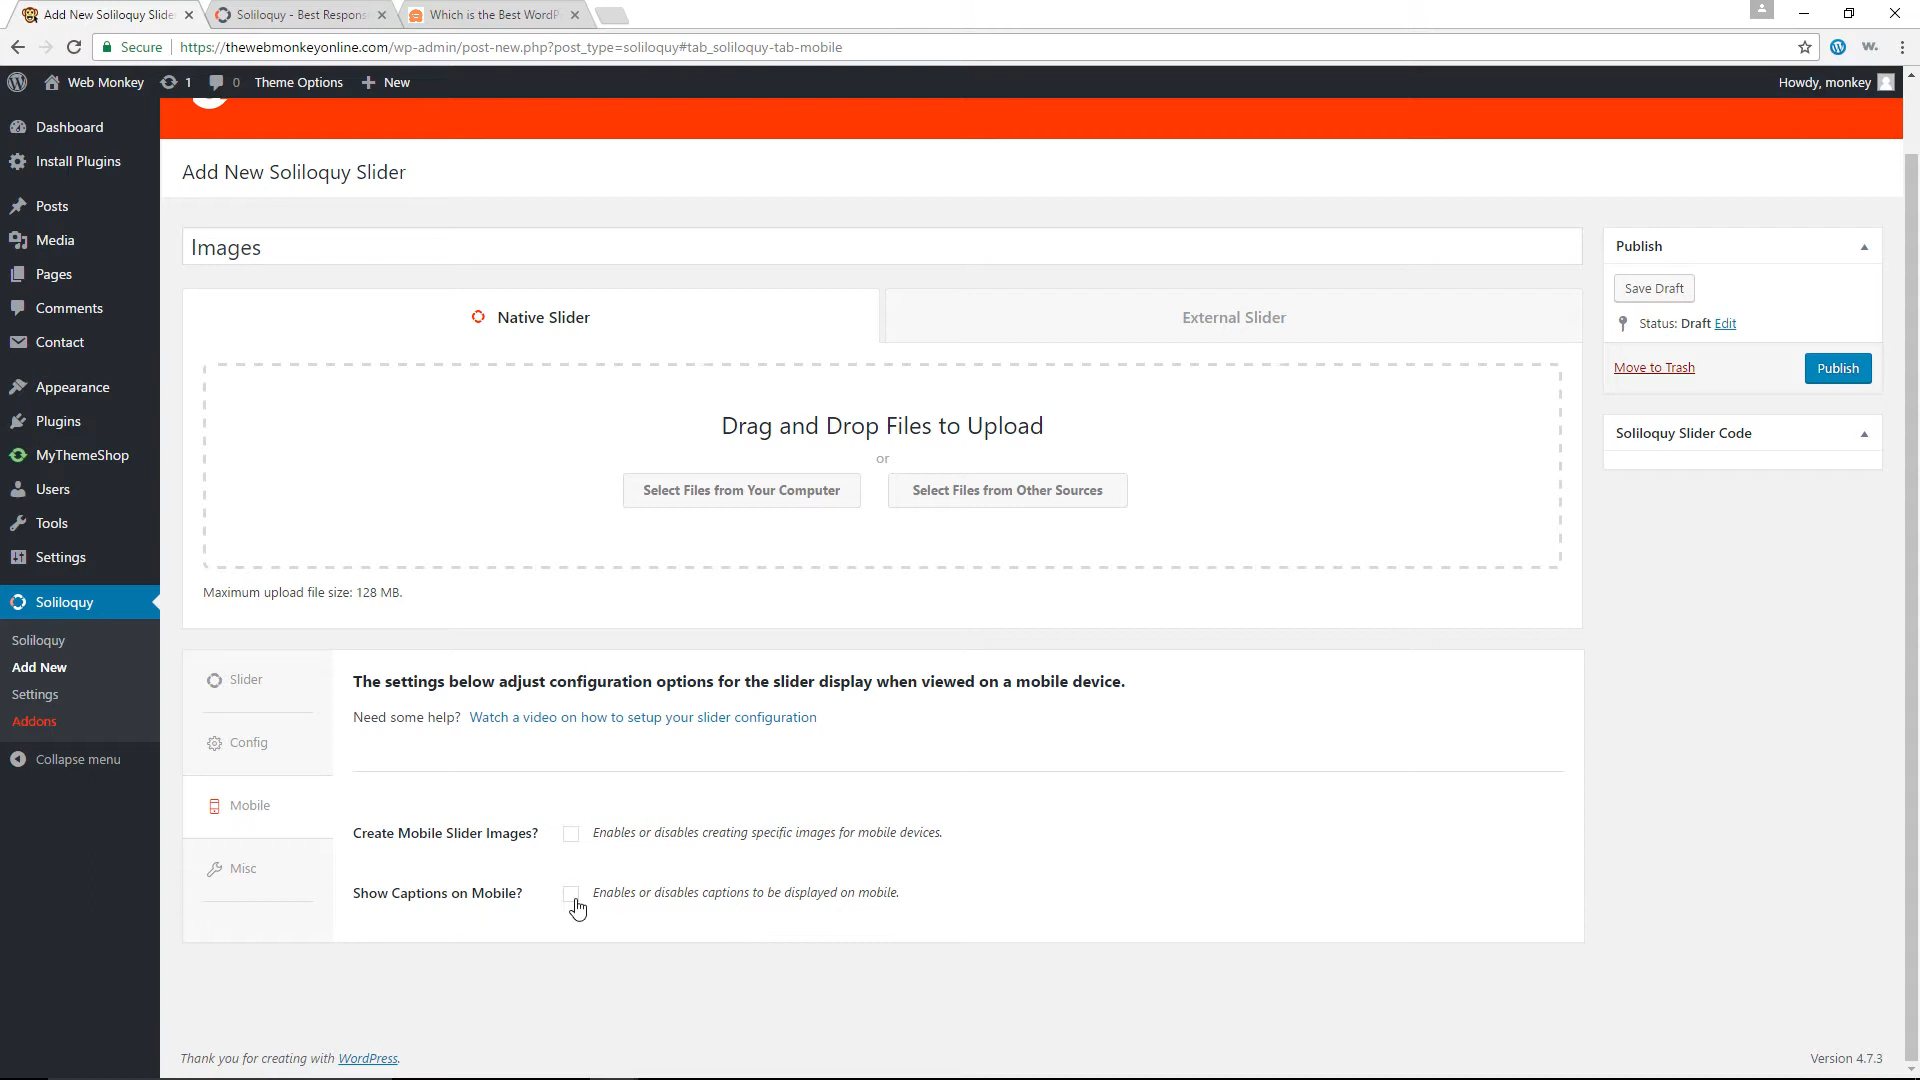 Add New Soliloquy Slide
Soliloquy - Best Respons
Which is the Best WordP
Secure
https://thewebmonkeyonline.com/wp-admin/post-new.php?post_type=soliloquy#tab_soliloquy-tab-mobile
w.
Web Monkey
1
0
Theme Options
New
Howdy, monkey
Dashboard
Install Plugins
Posts
Media
Pages
Comments
Contact
Appearance
Plugins
MyThemeShop
Users
Tools
Settings
Soliloquy
Soliloquy
Add New
Settings
Addons
Collapse menu
Add New Soliloquy Slider
Images
Native Slider
External Slider
Drag and Drop Files to Upload
or
Select Files from Your Computer
Select Files from Other Sources
Maximum upload file size: 128 MB.
Slider
Config
Mobile
Misc
The settings below adjust configuration options for the slider display when viewed on a mobile device.
Need some help? Watch a video on how to setup your slider configuration
Create Mobile Slider Images?
Enables or disables creating specific images for mobile devices.
Show Captions on Mobile?
Enables or disables captions to be displayed on mobile.
Publish
Save Draft
Status: Draft Edit
Move to Trash
Publish
Soliloquy Slider Code
Thank you for creating with WordPress.
Version 4.7.3